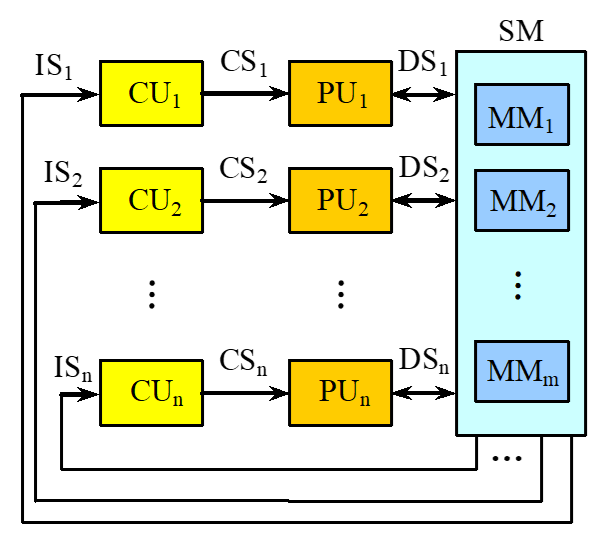 SM
IS₁ CS₁ DS₁
CU₁ PU₁ MM₁
IS₂ CS₂ DS₂
CU₂ PU₂ MM₂
⋮ ⋮ ⋮
ISₙ CSₙ DSₙ
CUₙ PUₙ MMₘ
...